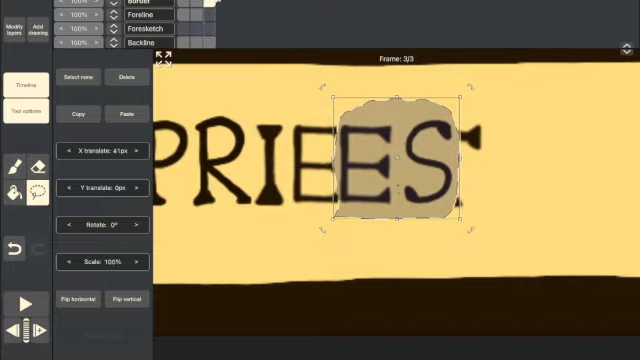 Modify layers
Add drawing
100%
Border
100%
Foreline
100%
Foresketch
100%
Backline
Timeline
Tool options
Select none
Delete
Copy
Paste
X translate: 41px
Y translate: 0px
Rotate: 0°
Scale: 100%
Flip horizontal
Flip vertical
Frame: 3/3
PRIEES